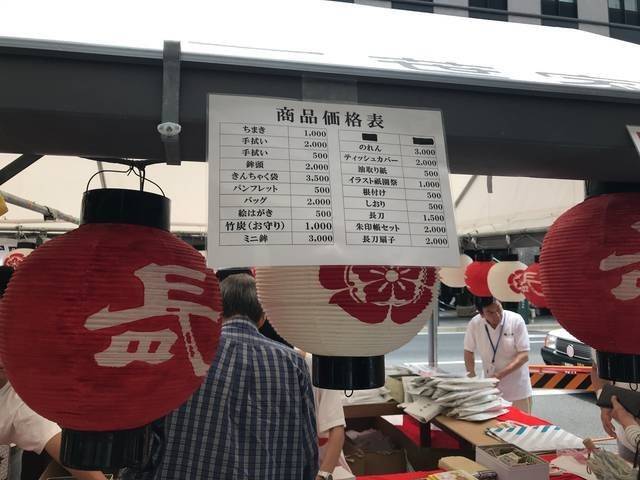 商品価格表
ちまき 1,000
手拭い 2,000
手拭い 500
鉾頭 2,000
きんちゃく袋 3,500
パンフレット 500
バッグ 2,000
絵はがき 500
竹炭(お守り) 1,000
ミニ鉾 3,000
のれん 3,000
ティッシュカバー 2,000
油取り紙 500
イラスト祇園祭 1,000
根付け 500
しおり 500
長刀 1,500
朱印帳セット 2,000
長刀扇子 2,000
長